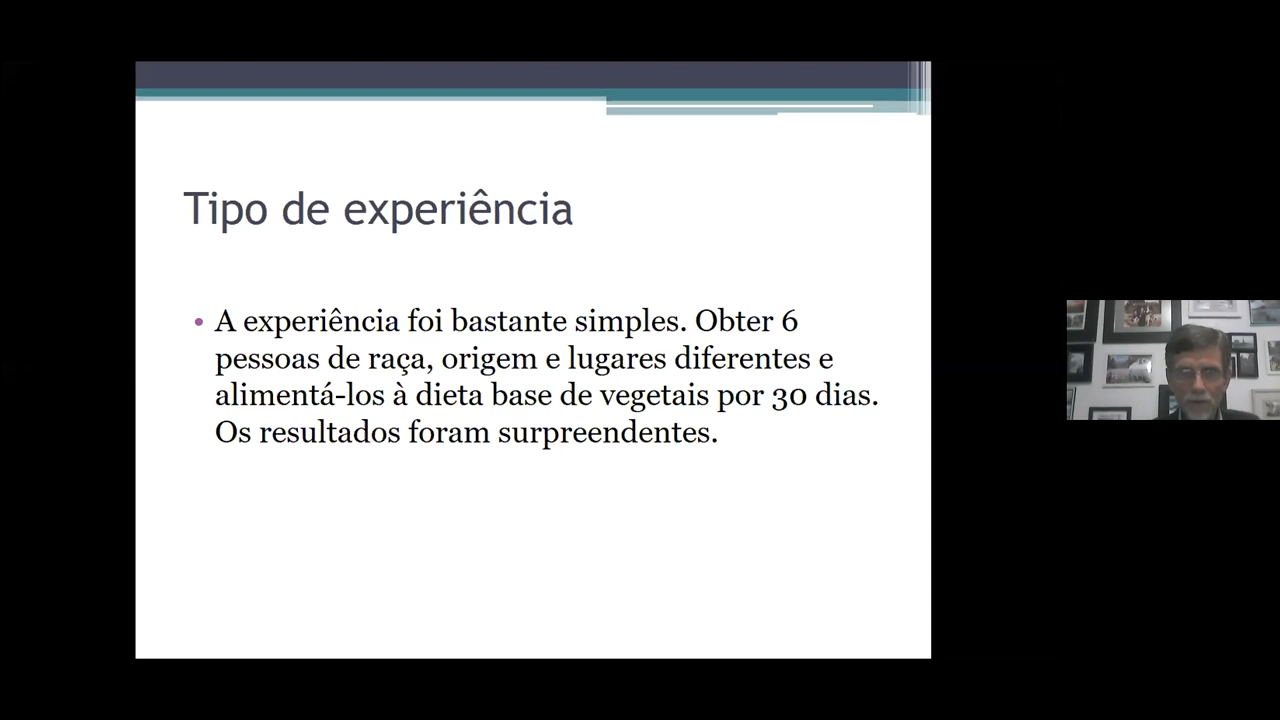 Tipo de experiência
• A experiência foi bastante simples. Obter 6
pessoas de raça, origem e lugares diferentes e
alimentá-los à dieta base de vegetais por 30 dias.
Os resultados foram surpreendentes.